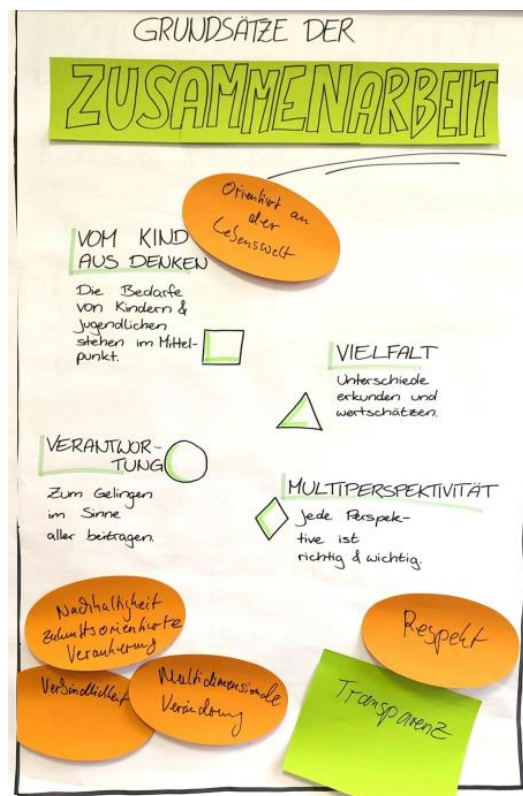 GRUNDSÄTZE DER
ZUSAMMENARBEIT
Orientiert an
der
Lebenswelt
VOM KIND
AUS DENKEN
Die Bedarfe
von Kindern &
Jugendlichen
stehen im Mittel-
punkt.
VIELFALT
Unterschiede
erkunden und
wertschätzen.
VERANTWOR-
TUNG
Zum Gelingen
im Sinne
aller beitragen.
MULTIPERSPEKTIVITÄT
Jede Perspek-
tive ist
richtig & wichtig.
Nachhaltigkeit
zukunftsorientierte
Verankerung
Verbindlichkeit
Multidimensionale
Respekt
Transparenz